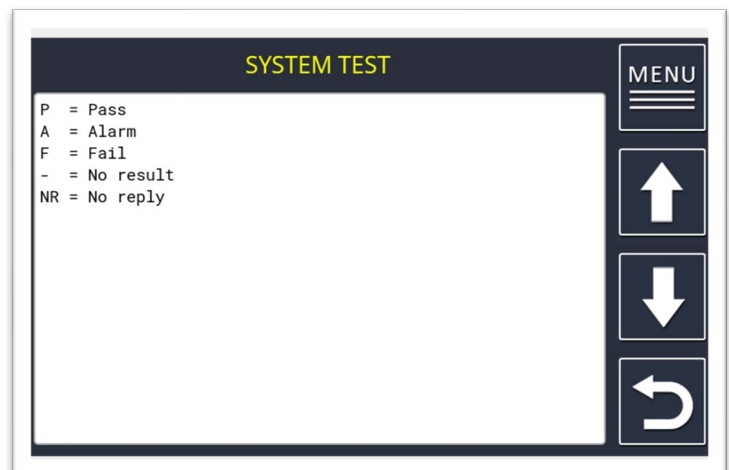 SYSTEM TEST
MENU
P  = Pass
A  = Alarm
F  = Fail
-  = No result
NR = No reply